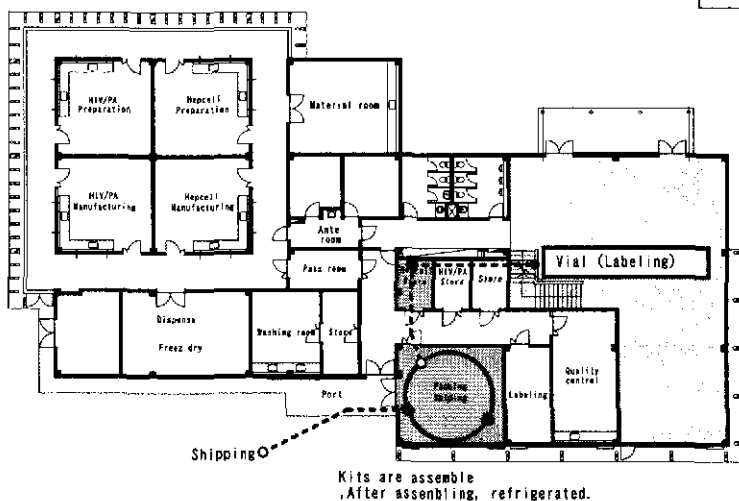 HIV/PA
Preparation
Hepcell
Preparation
Material room
HIV/PA
Manufacturing
Hepcell
Manufacturing
Ante
room
Pass room
HIV/PA
Store
Store
Vial (Labeling)
Dispense
Freez dry
Washing room
Store
Port
Packing
Labeling
Quality
control
Shipping
Kits are assemble
,After assenbling, refrigerated.